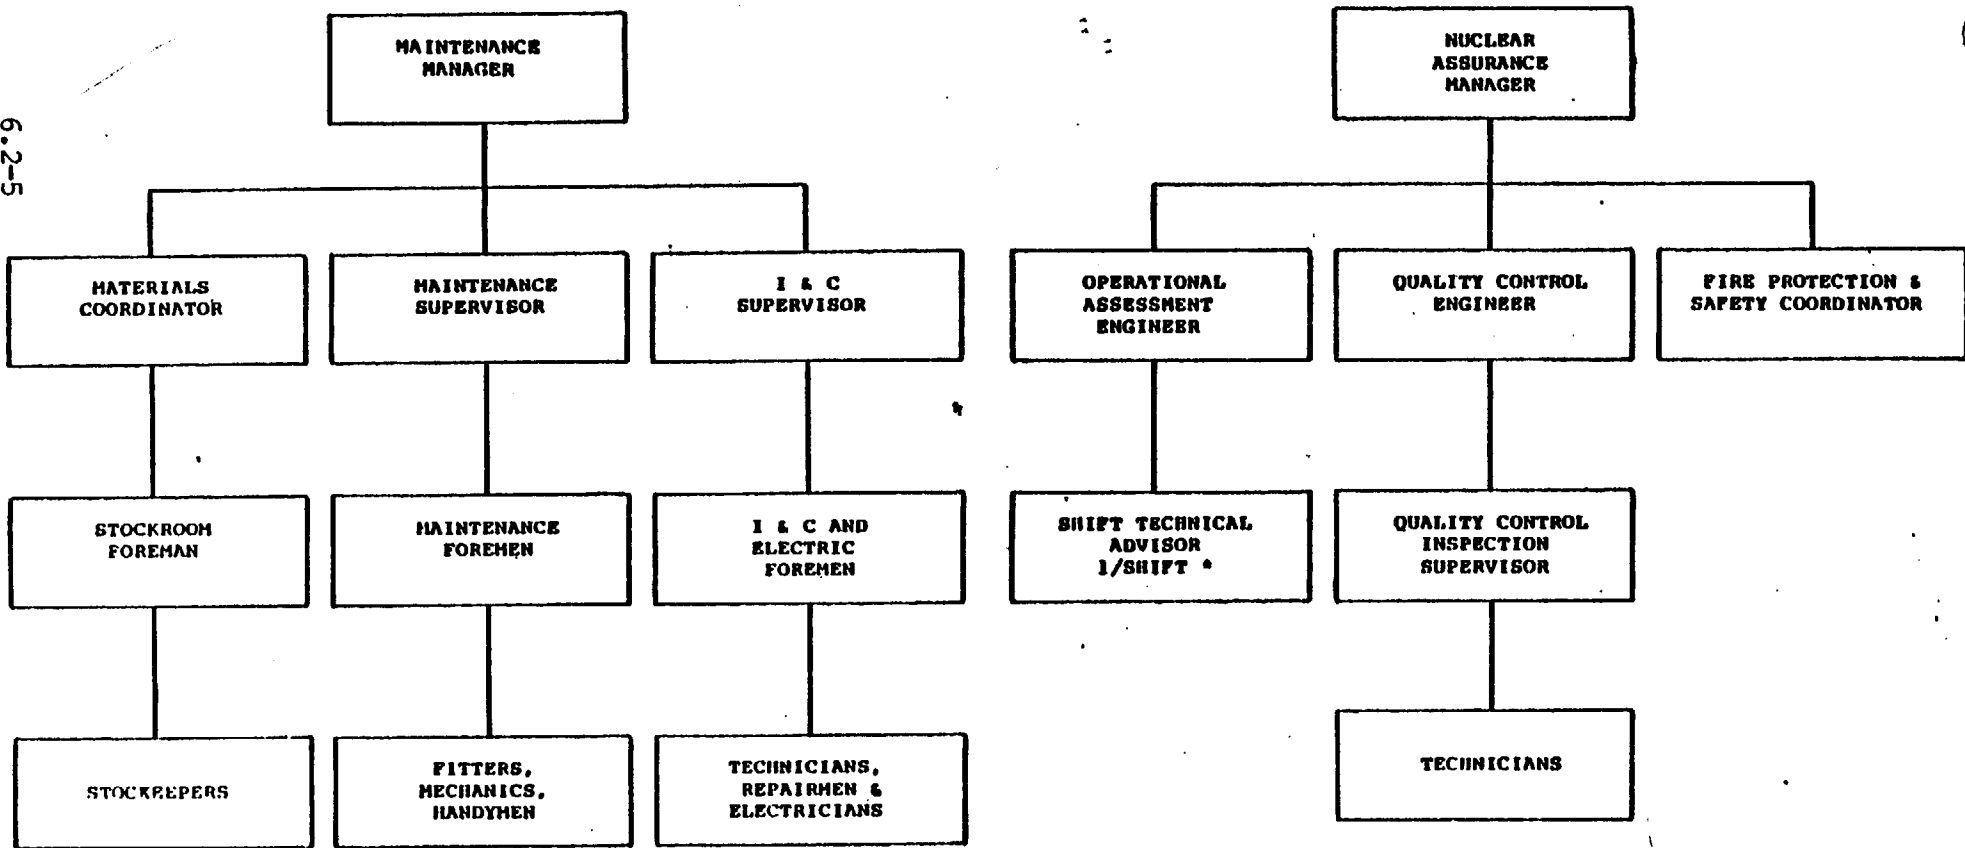 MAINTENANCE
MANAGER
NUCLEAR
ASSURANCE
MANAGER
6.2-5
MATERIALS
COORDINATOR
MAINTENANCE
SUPERVISOR
I & C
SUPERVISOR
OPERATIONAL
ASSESSMENT
ENGINEER
QUALITY CONTROL
ENGINEER
FIRE PROTECTION &
SAFETY COORDINATOR
STOCKROOM
FOREMAN
MAINTENANCE
FOREMEN
I & C AND
ELECTRIC
FOREMEN
SHIFT TECHNICAL
ADVISOR
1/SHIFT *
QUALITY CONTROL
INSPECTION
SUPERVISOR
STOCKKEEPERS
FITTERS,
MECHANICS,
HANDYMEN
TECHNICIANS,
REPAIRMEN &
ELECTRICIANS
TECHNICIANS